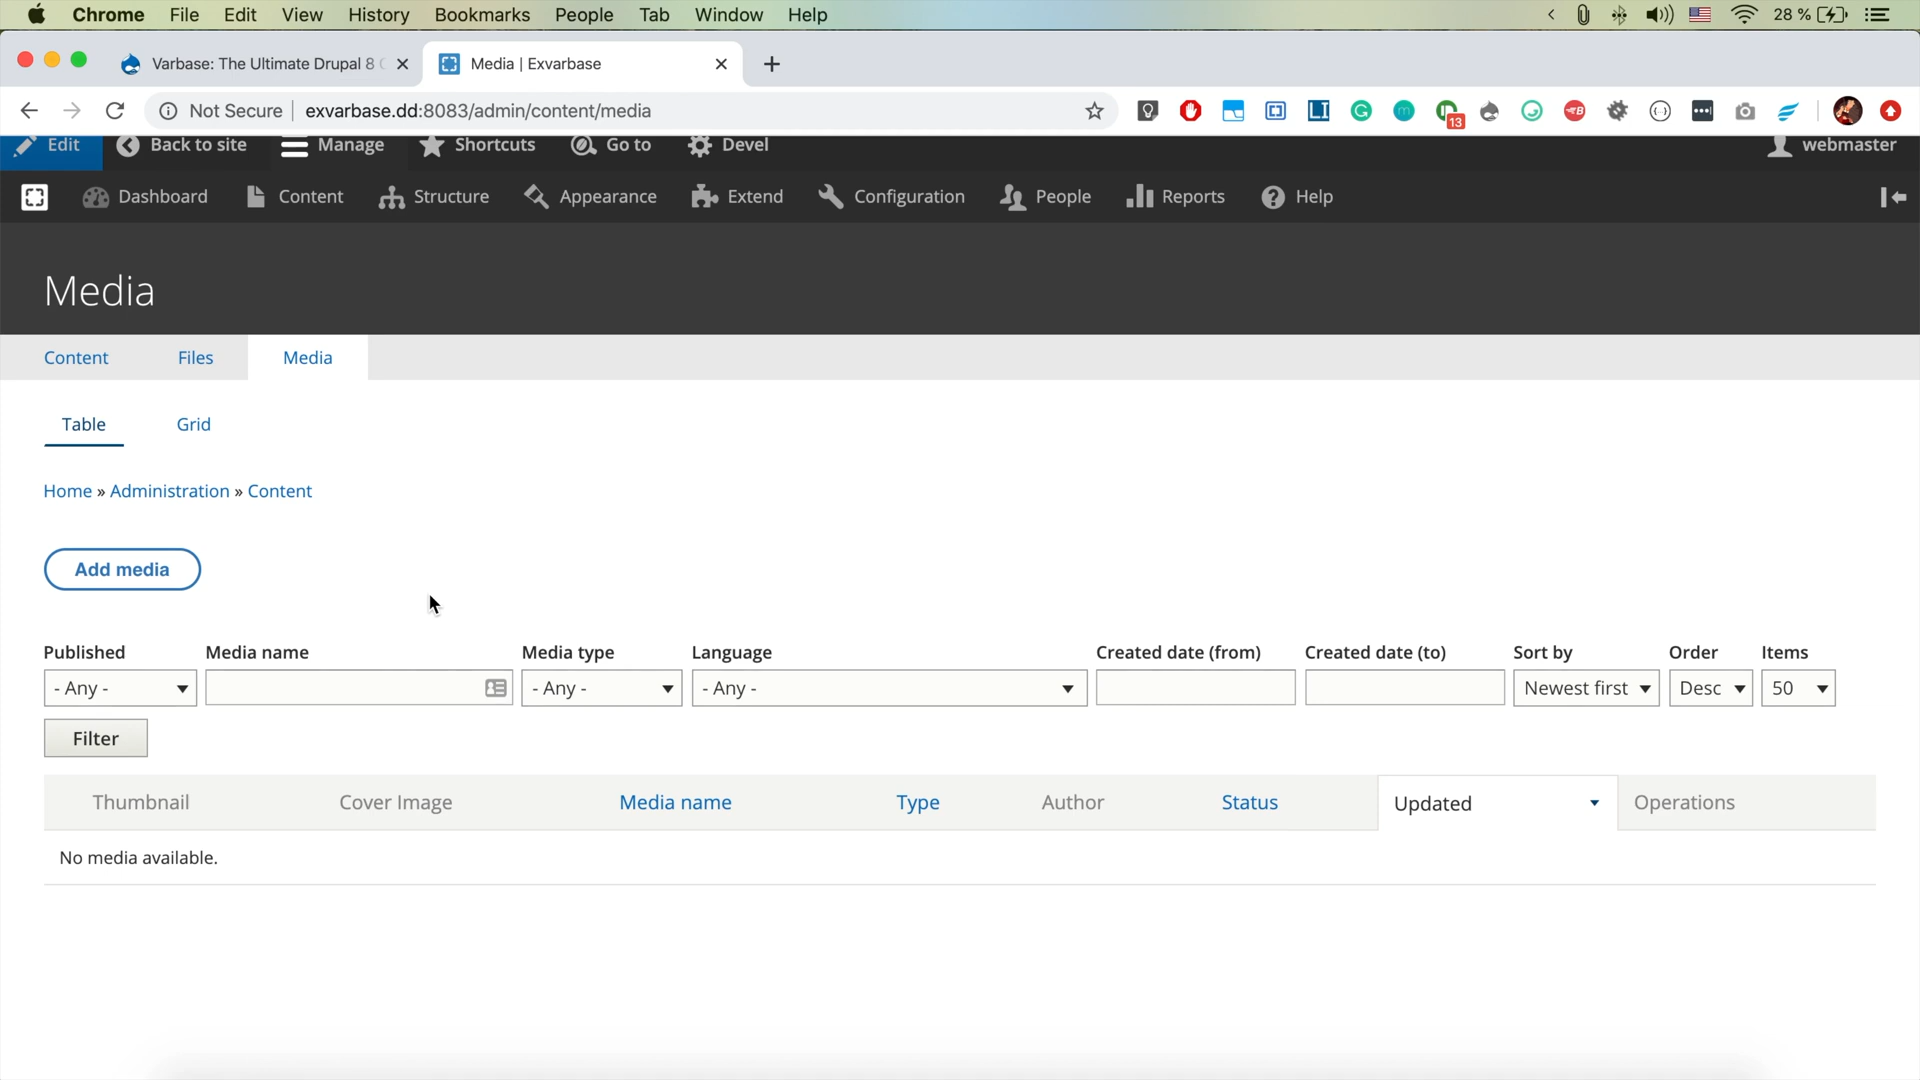 Chrome File Edit View History Bookmarks People Tab Window Help 28 %
Varbase: The Ultimate Drupal 8 Media | Exvarbase
Not Secure exvarbase.dd:8083/admin/content/media 13
Edit Back to site Manage Shortcuts Go to Devel webmaster
Dashboard Content Structure Appearance Extend Configuration People Reports Help
Media
Content Files Media
Table Grid
Home » Administration » Content
Add media
Published Media name Media type Language Created date (from) Created date (to) Sort by Order Items
- Any - - Any - - Any - Newest first Desc 50
Filter
Thumbnail Cover Image Media name Type Author Status Updated Operations
No media available.